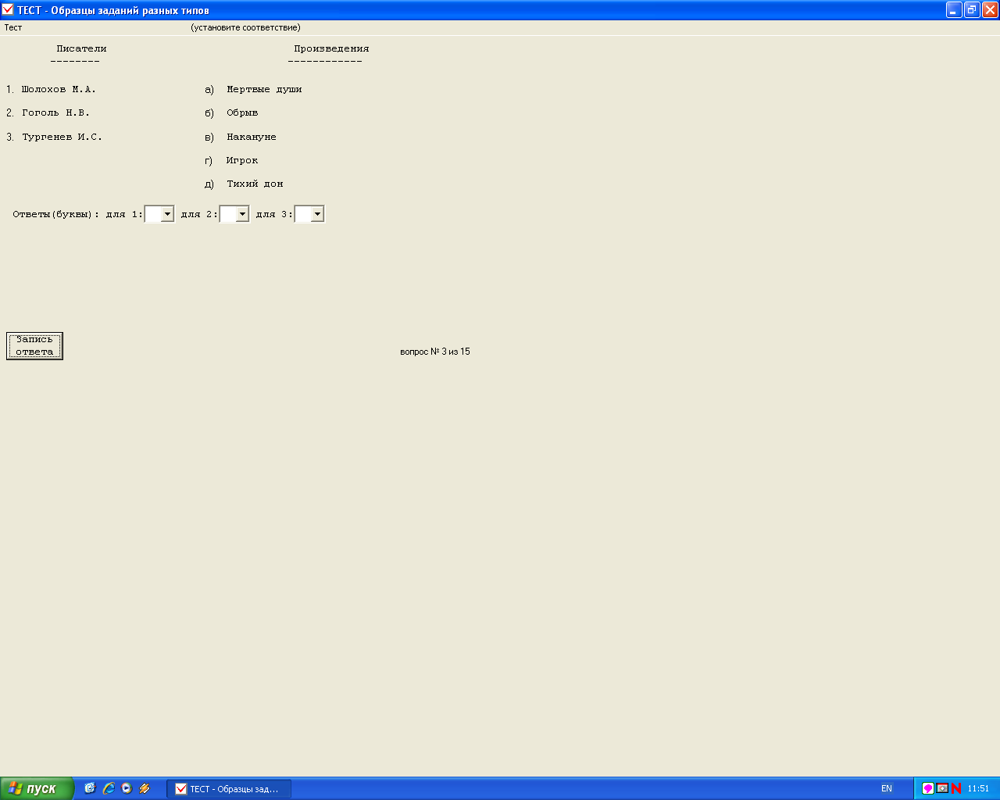 ТЕСТ - Образцы заданий разных типов
Тест (установите соответствие)
Писатели Произведения
-------- ------------
1. Шолохов М.А. а) Мертвые души
2. Гоголь Н.В. б) Обрыв
3. Тургенев И.С. в) Накануне
г) Игрок
д) Тихий дон
Ответы(буквы): для 1: для 2: для 3:
Запись
ответа
вопрос № 3 из 15
пуск ТЕСТ - Образцы зад... EN 11:51